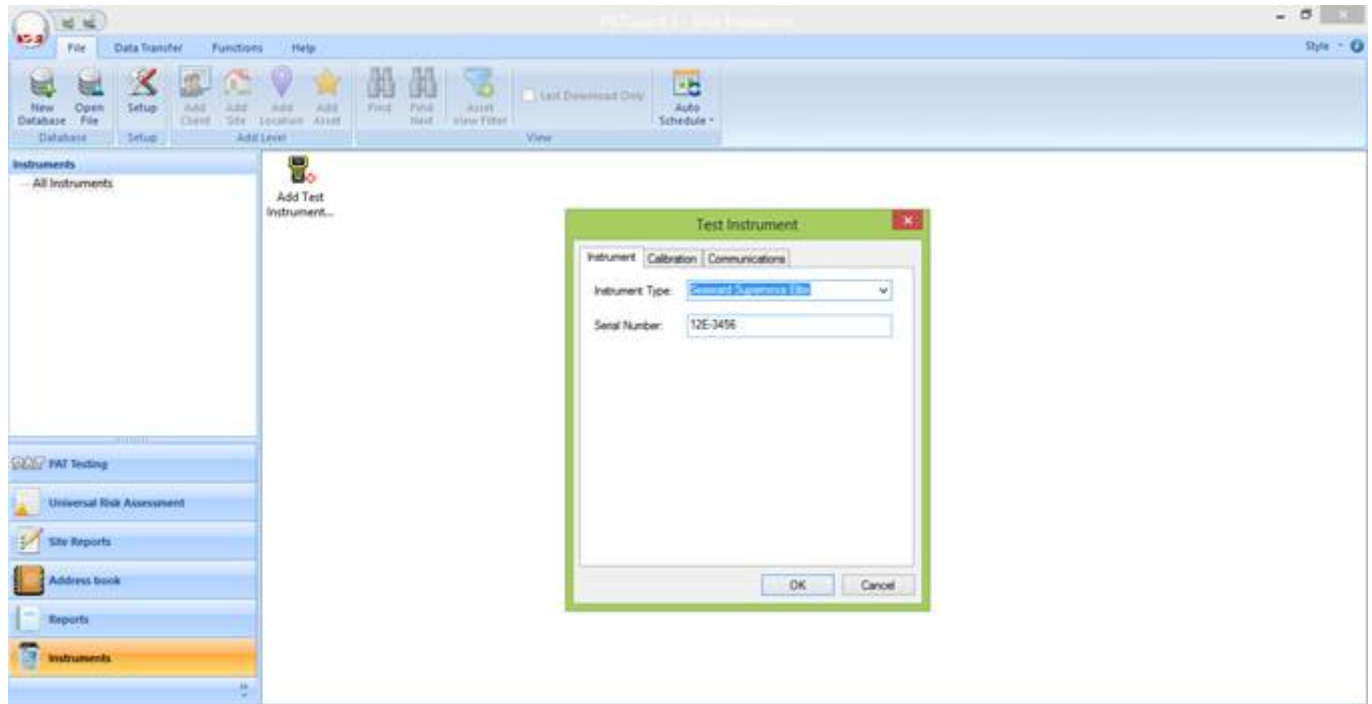 File Data Transfer Functions Help Style
New Database
Open File
Setup
Add Client
Add Site
Add Location
Add Asset
Find
Find Next
Asset View Filter
Last Download Only
Auto Schedule
Database Setup Add Level View
Instruments
All Instruments
Add Test
Instrument...
Test Instrument
Instrument Calibration Communications
Instrument Type: Seaward Supernova Elite
Serial Number: 12E-3456
OK Cancel
PAT Testing
Universal Risk Assessment
Site Reports
Address book
Reports
Instruments